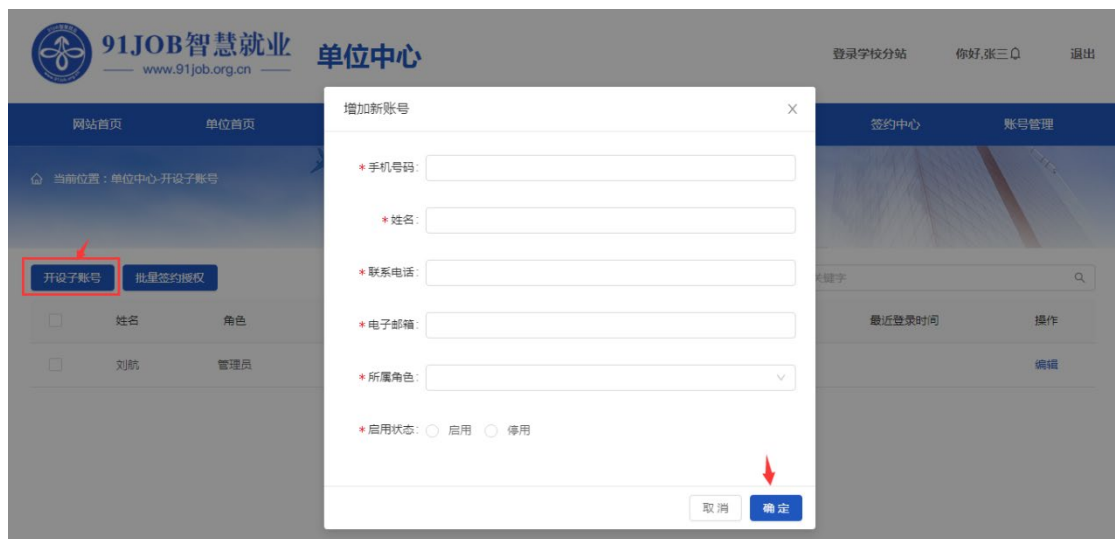 91JOB智慧就业
www.91job.org.cn
单位中心
登录学校分站 你好,张三 退出
网站首页 单位首页 签约中心 账号管理
当前位置：单位中心-开设子账号
开设子账号 批量签约授权 关键字
姓名 角色 最近登录时间 操作
刘航 管理员 编辑
增加新账号
*手机号码:
*姓名:
*联系电话:
*电子邮箱:
*所属角色:
*启用状态: 启用 停用
取消 确定